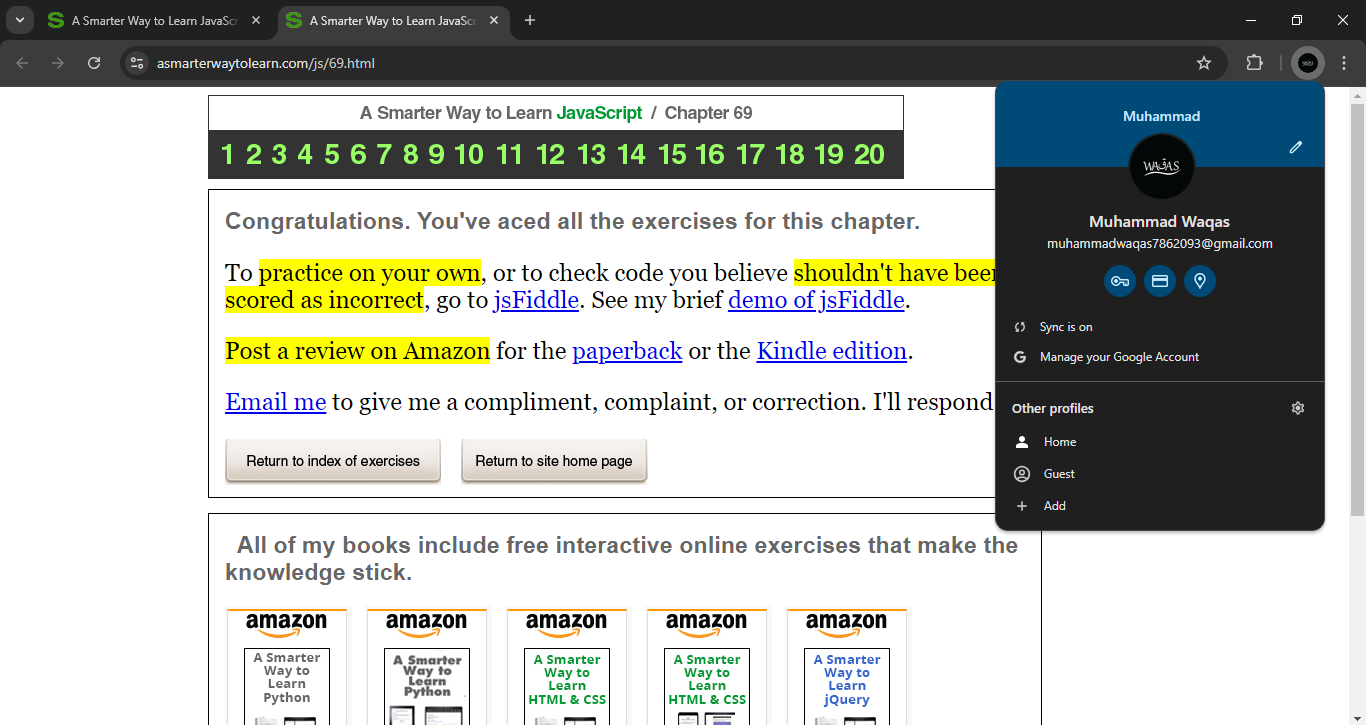 A Smarter Way to Learn JavaSc
A Smarter Way to Learn JavaSc
asmarterwaytolearn.com/js/69.html
A Smarter Way to Learn JavaScript / Chapter 69
1 2 3 4 5 6 7 8 9 10 11 12 13 14 15 16 17 18 19 20
Congratulations. You've aced all the exercises for this chapter.
To practice on your own, or to check code you believe shouldn't have been
scored as incorrect, go to jsFiddle. See my brief demo of jsFiddle.
Post a review on Amazon for the paperback or the Kindle edition.
Email me to give me a compliment, complaint, or correction. I'll respond
Return to index of exercises
Return to site home page
All of my books include free interactive online exercises that make the
knowledge stick.
amazon
A Smarter
Way to
Learn
Python
amazon
A Smarter
Way to
Learn
Python
amazon
A Smarter
Way to
Learn
HTML & CSS
amazon
A Smarter
Way to
Learn
HTML & CSS
amazon
A Smarter
Way to
Learn
jQuery
Muhammad
WAQAS
Muhammad Waqas
muhammadwaqas7862093@gmail.com
Sync is on
G
Manage your Google Account
Other profiles
Home
Guest
Add